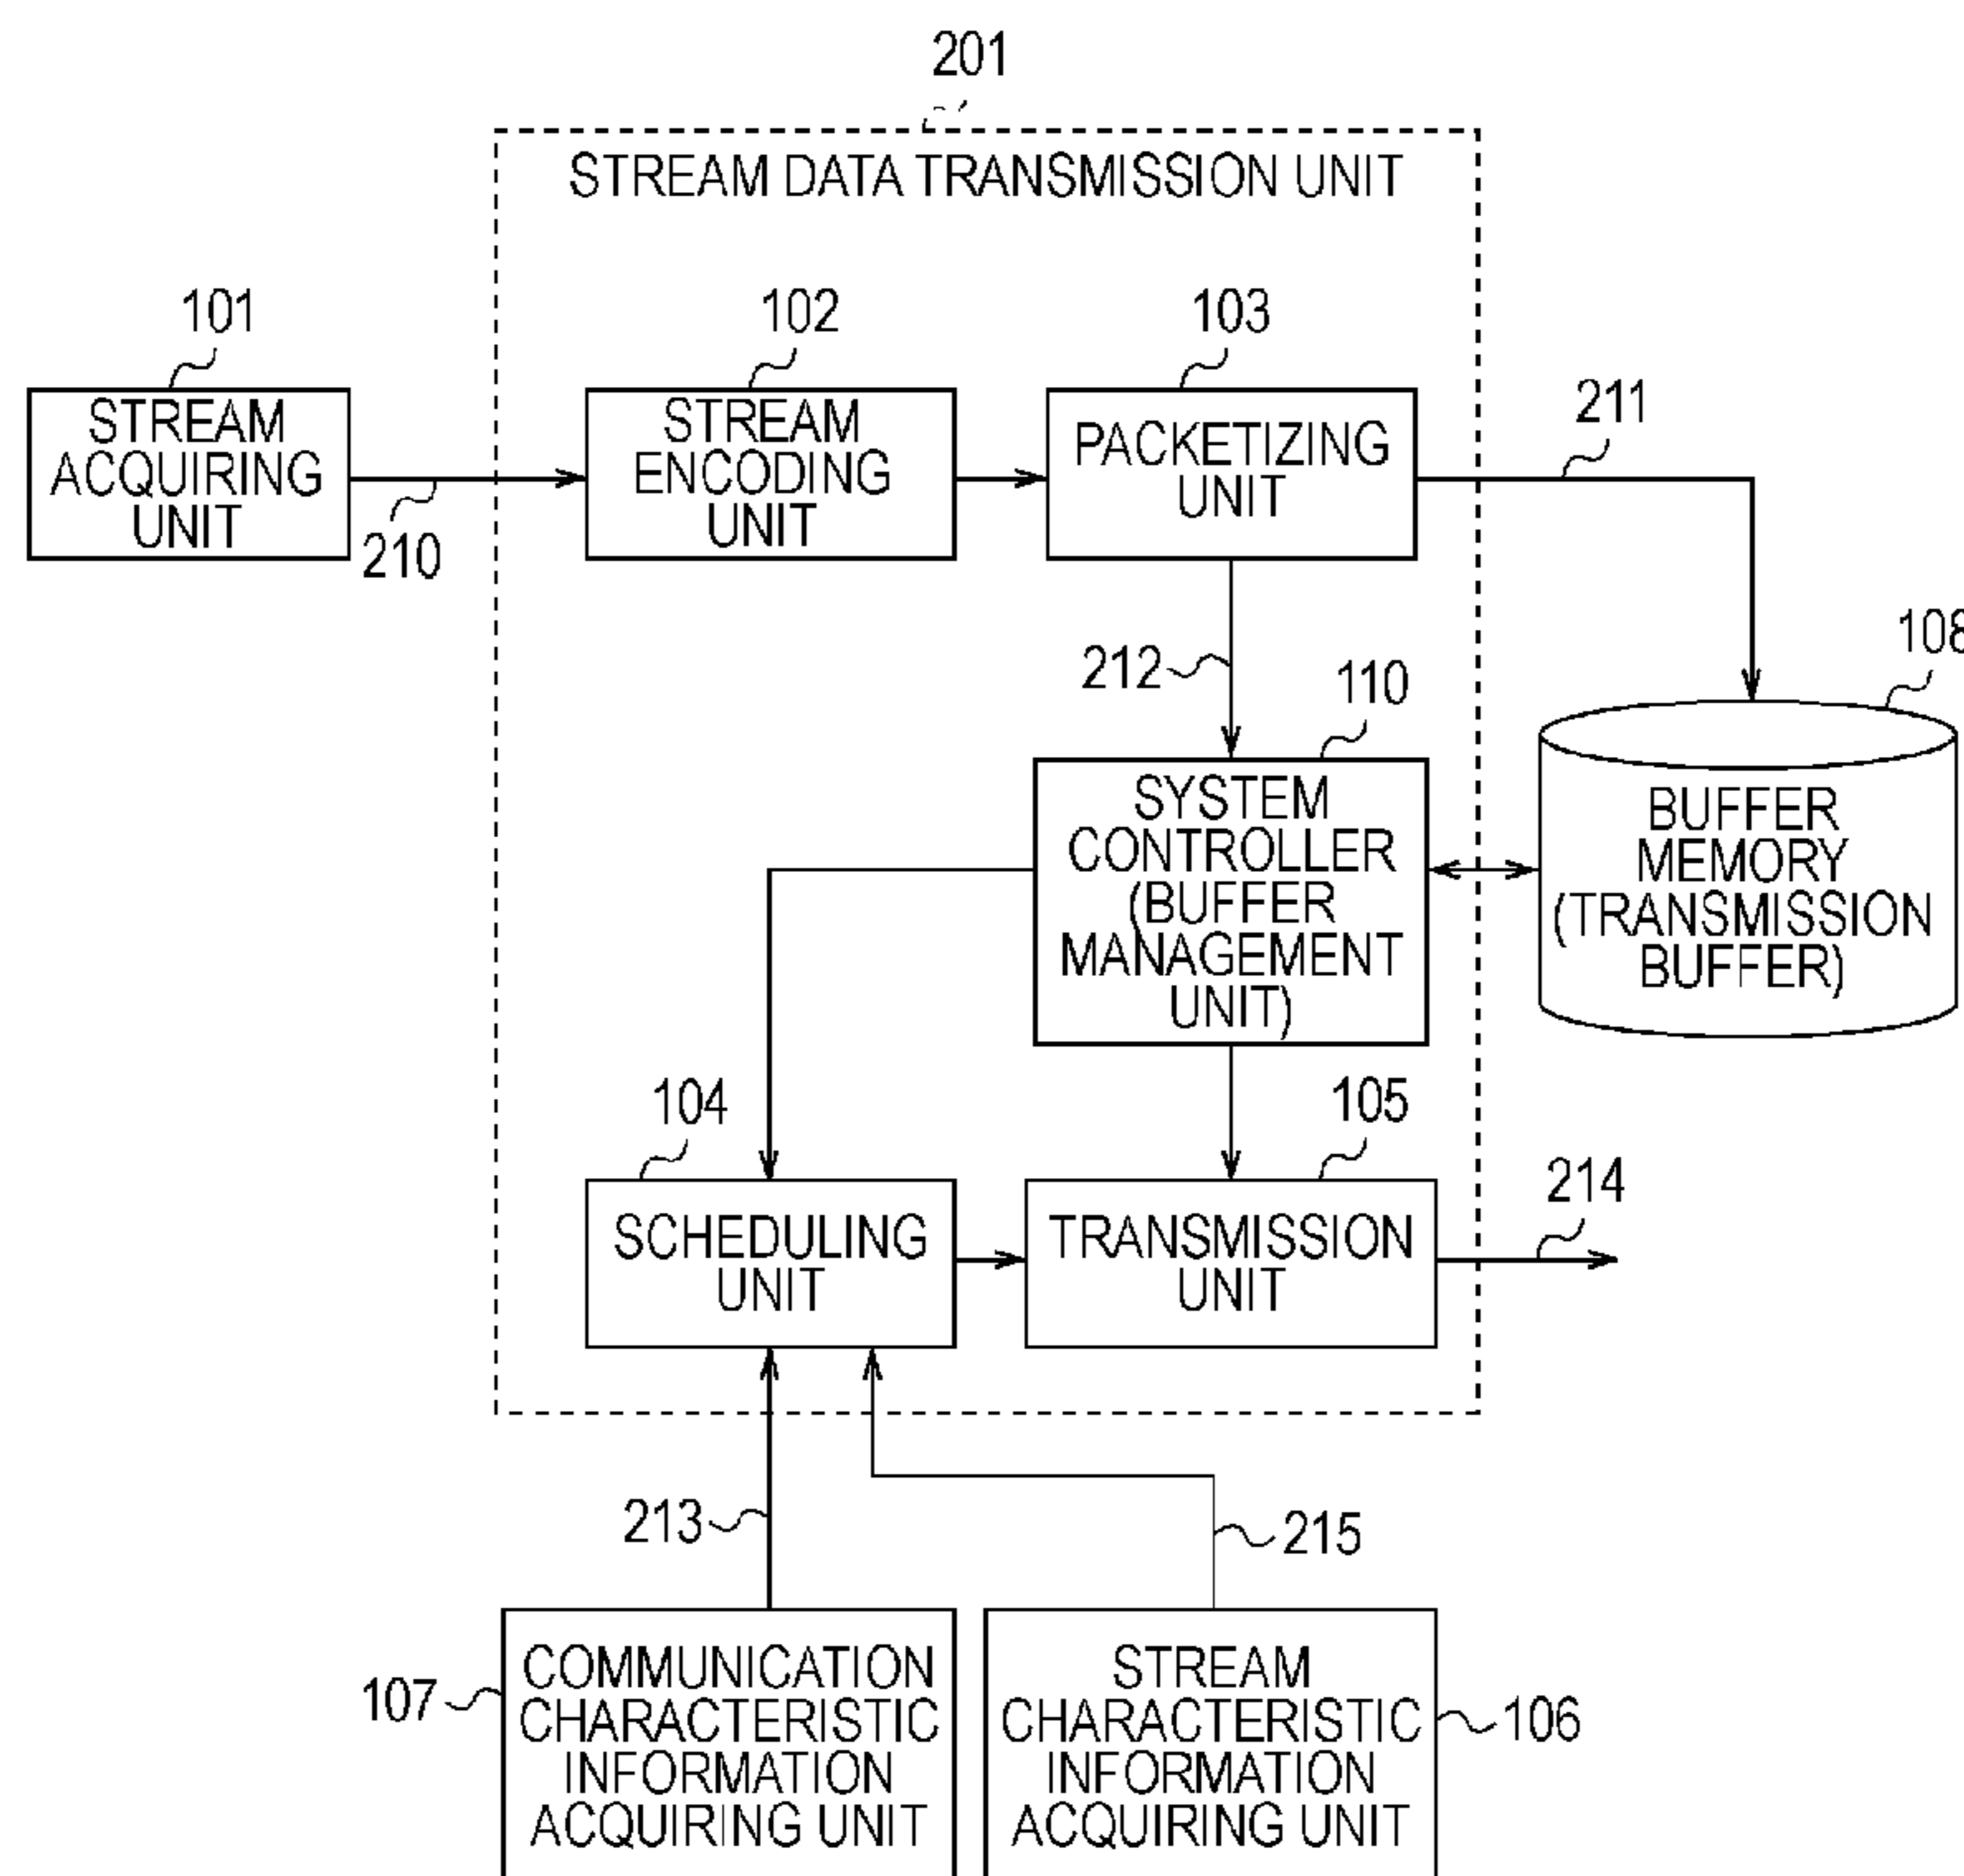 201
STREAM DATA TRANSMISSION UNIT
101
102
103
211
STREAM
ACQUIRING
UNIT
210
STREAM
ENCODING
UNIT
PACKETIZING
UNIT
212
110
108
SYSTEM
CONTROLLER
(BUFFER
MANAGEMENT
UNIT)
BUFFER
MEMORY
(TRANSMISSION
BUFFER)
104
105
214
SCHEDULING
UNIT
TRANSMISSION
UNIT
213
215
107
COMMUNICATION
CHARACTERISTIC
INFORMATION
ACQUIRING UNIT
STREAM
CHARACTERISTIC
INFORMATION
ACQUIRING UNIT
106